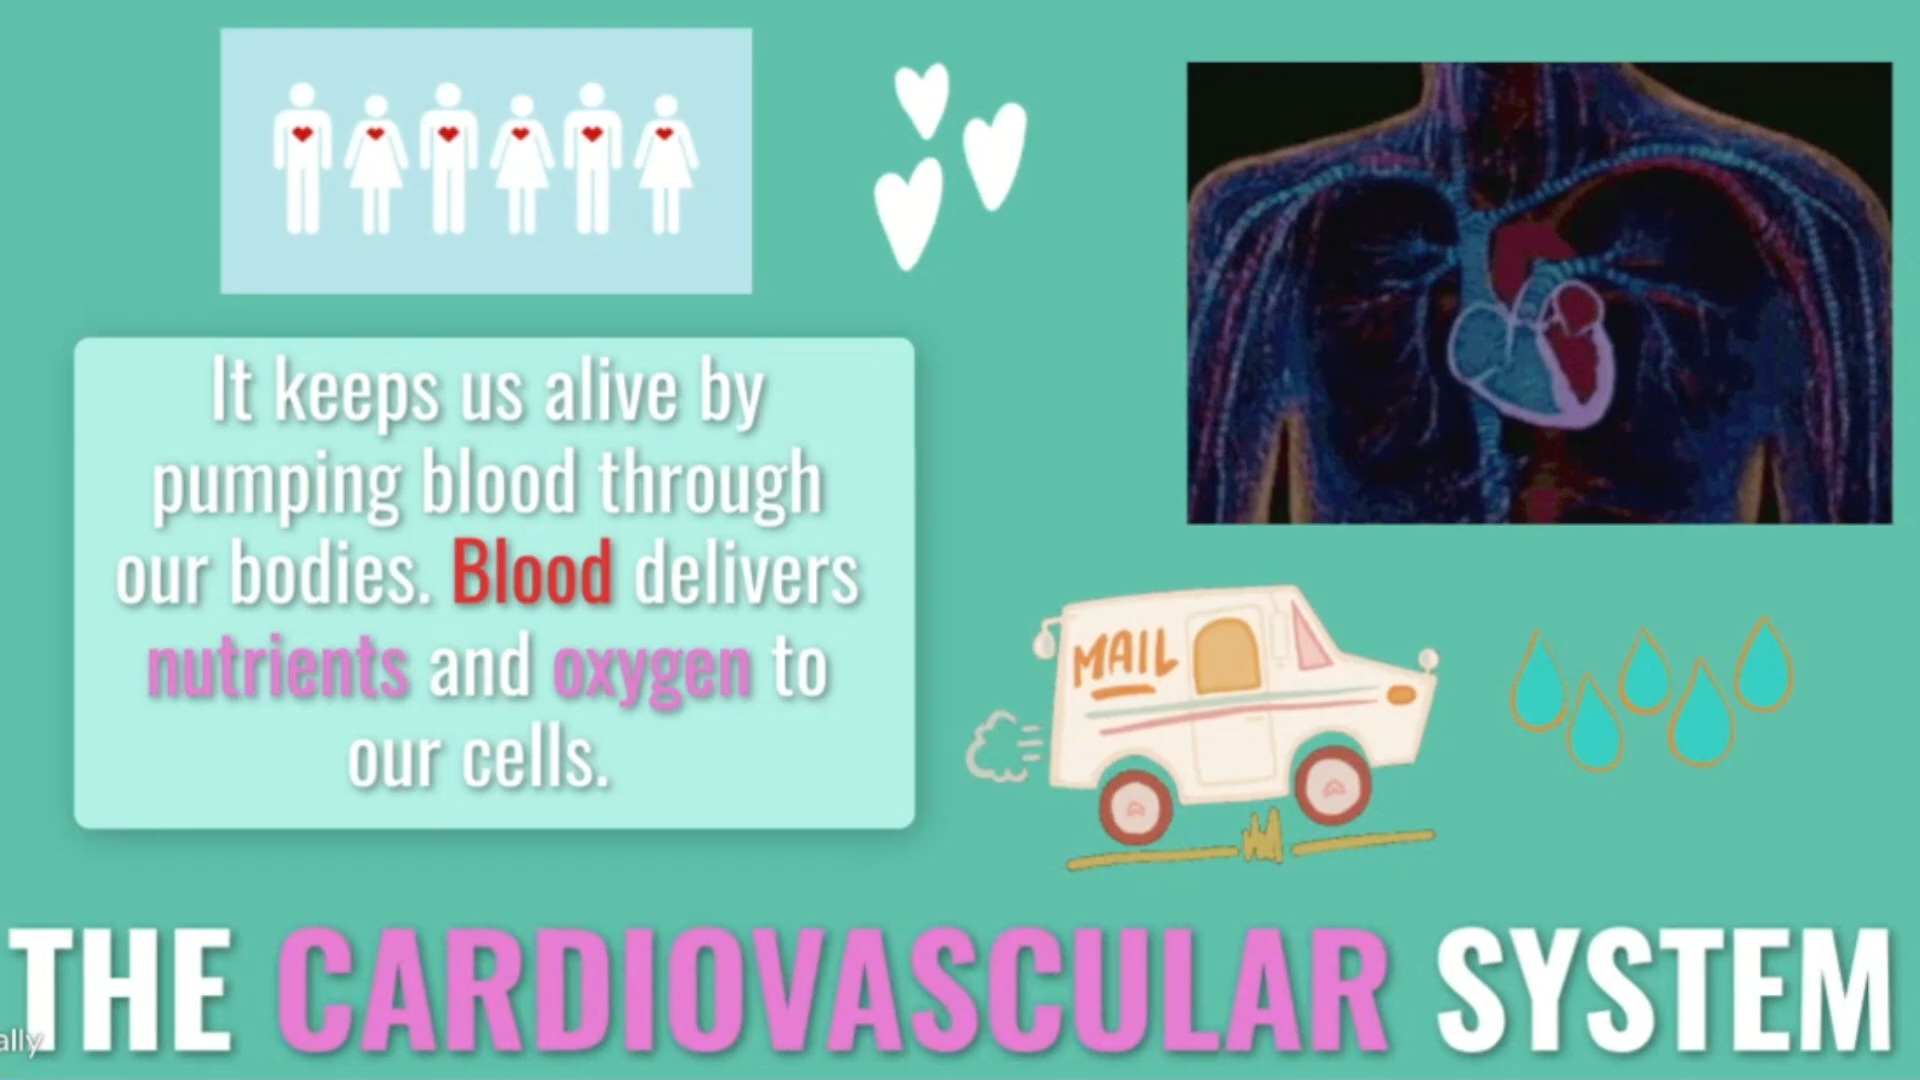 It keeps us alive by
pumping blood through
our bodies. Blood delivers
nutrients and oxygen to
our cells.
MAIL
THE CARDIOVASCULAR SYSTEM
ally